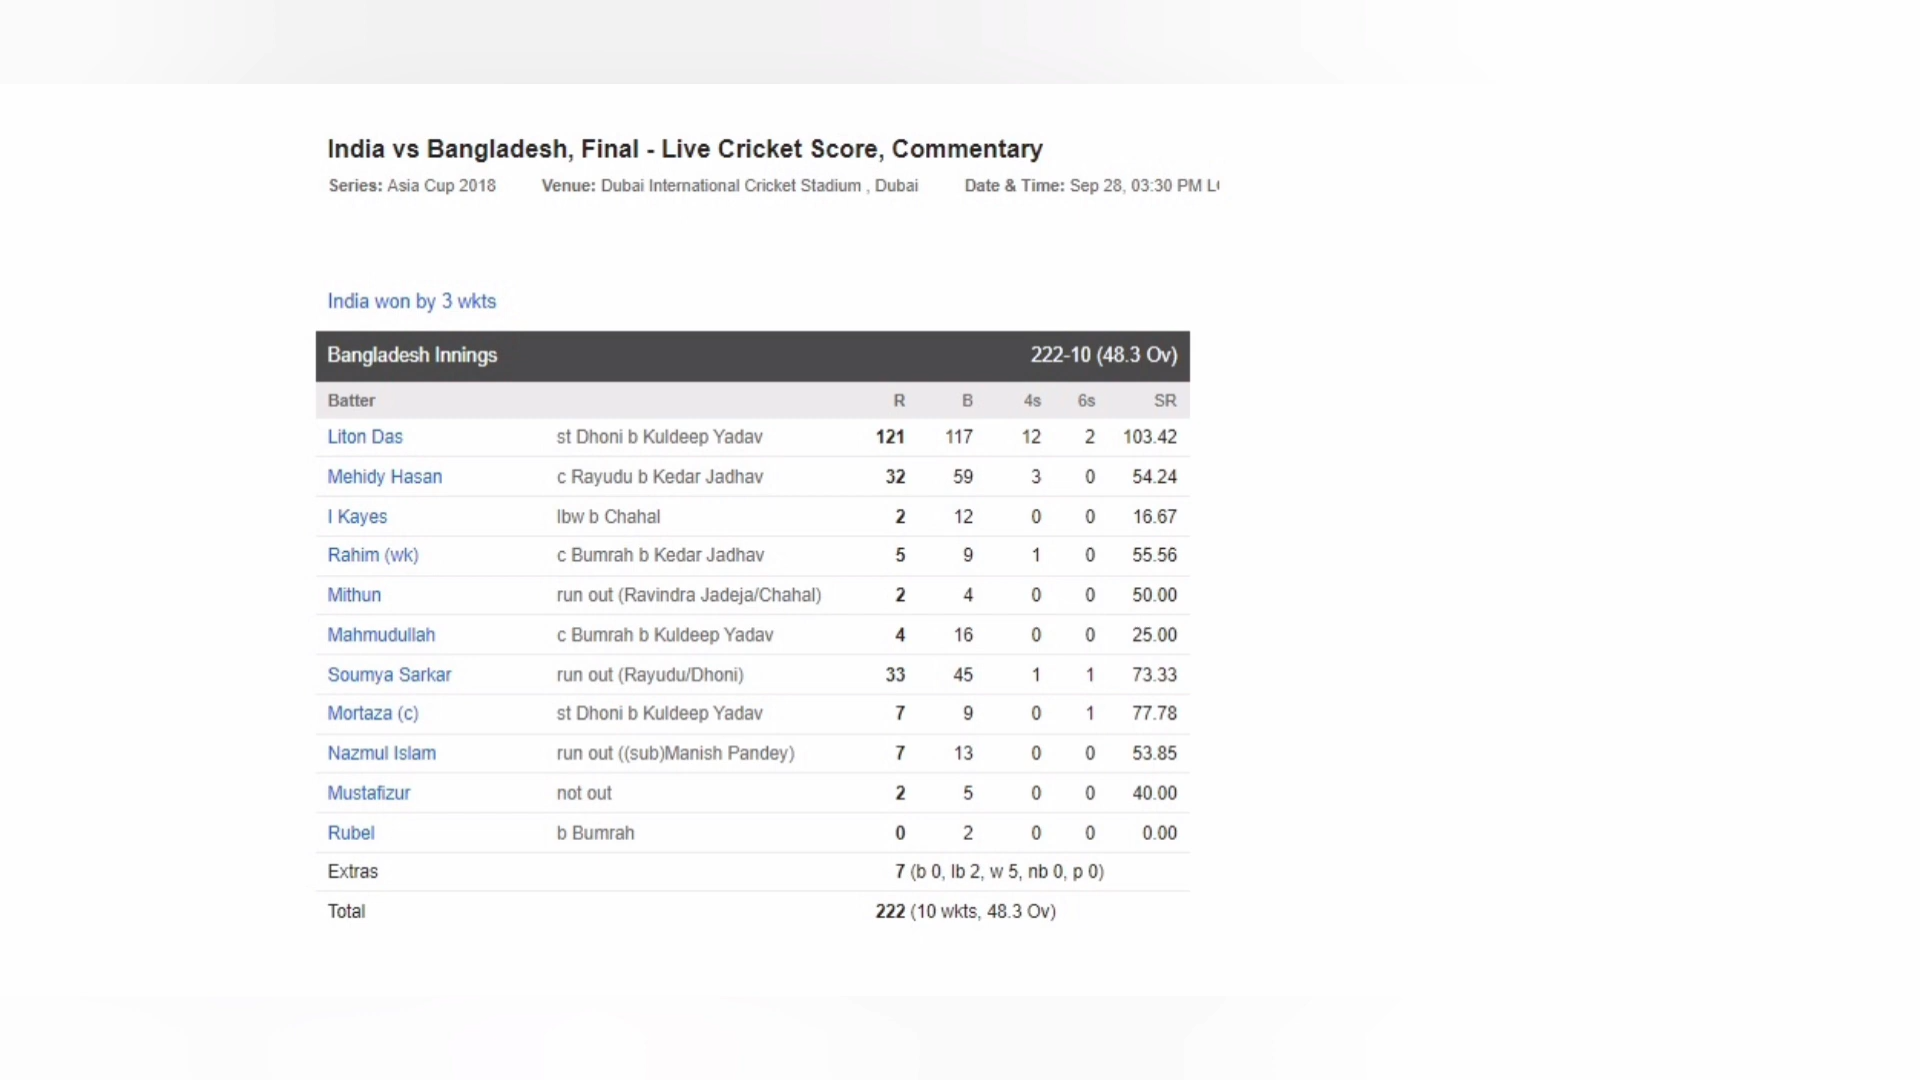 India vs Bangladesh, Final - Live Cricket Score, Commentary
Series: Asia Cup 2018 Venue: Dubai International Cricket Stadium , Dubai Date & Time: Sep 28, 03:30 PM
India won by 3 wkts
Bangladesh Innings 222-10 (48.3 Ov)
Batter R B 4s 6s SR
Liton Das st Dhoni b Kuldeep Yadav 121 117 12 2 103.42
Mehidy Hasan c Rayudu b Kedar Jadhav 32 59 3 0 54.24
I Kayes lbw b Chahal 2 12 0 0 16.67
Rahim (wk) c Bumrah b Kedar Jadhav 5 9 1 0 55.56
Mithun run out (Ravindra Jadeja/Chahal) 2 4 0 0 50.00
Mahmudullah c Bumrah b Kuldeep Yadav 4 16 0 0 25.00
Soumya Sarkar run out (Rayudu/Dhoni) 33 45 1 1 73.33
Mortaza (c) st Dhoni b Kuldeep Yadav 7 9 0 1 77.78
Nazmul Islam run out ((sub)Manish Pandey) 7 13 0 0 53.85
Mustafizur not out 2 5 0 0 40.00
Rubel b Bumrah 0 2 0 0 0.00
Extras 7 (b 0, lb 2, w 5, nb 0, p 0)
Total 222 (10 wkts, 48.3 Ov)